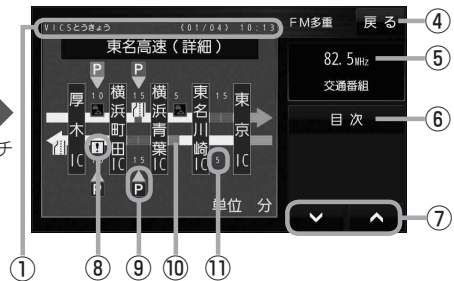 VICSとうきょう (01/04) 10:13
FM多重
戻る
④
東名高速(詳細)
82.5MHz
交通番組
⑤
P P
10 15 5 15
厚木IC
横浜町田IC
横浜青葉IC
東名川崎IC
東京IC
目次
⑥
チ
!
15
5
P
P
単位 分
⑦
①
⑧
⑨
⑩
⑪